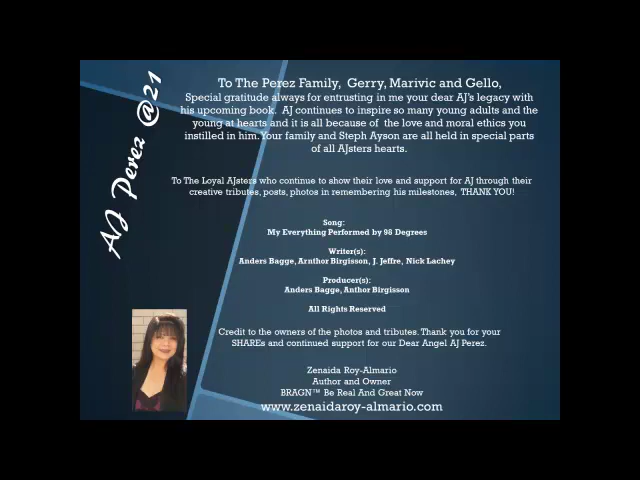 AJ Perez @21
To The Perez Family, Gerry, Marivic and Gello,
Special gratitude always for entrusting in me your dear AJ's legacy with
his upcoming book. AJ continues to inspire so many young adults and the
young at hearts and it is all because of the love and moral ethics you
instilled in him. Your family and Steph Ayson are all held in special parts
of all AJsters hearts.
To The Loyal AJsters who continue to show their love and support for AJ through their
creative tributes, posts, photos in remembering his milestones, THANK YOU!
Song:
My Everything Performed by 98 Degrees
Writer(s):
Anders Bagge, Arnthor Birgisson, J. Jeffre, Nick Lachey
Producer(s):
Anders Bagge, Anthor Birgisson
All Rights Reserved
Credit to the owners of the photos and tributes. Thank you for your
SHAREs and continued support for our Dear Angel AJ Perez.
Zenaida Roy-Almario
Author and Owner
BRAGN™ Be Real And Great Now
www.zenaidaroy-almario.com